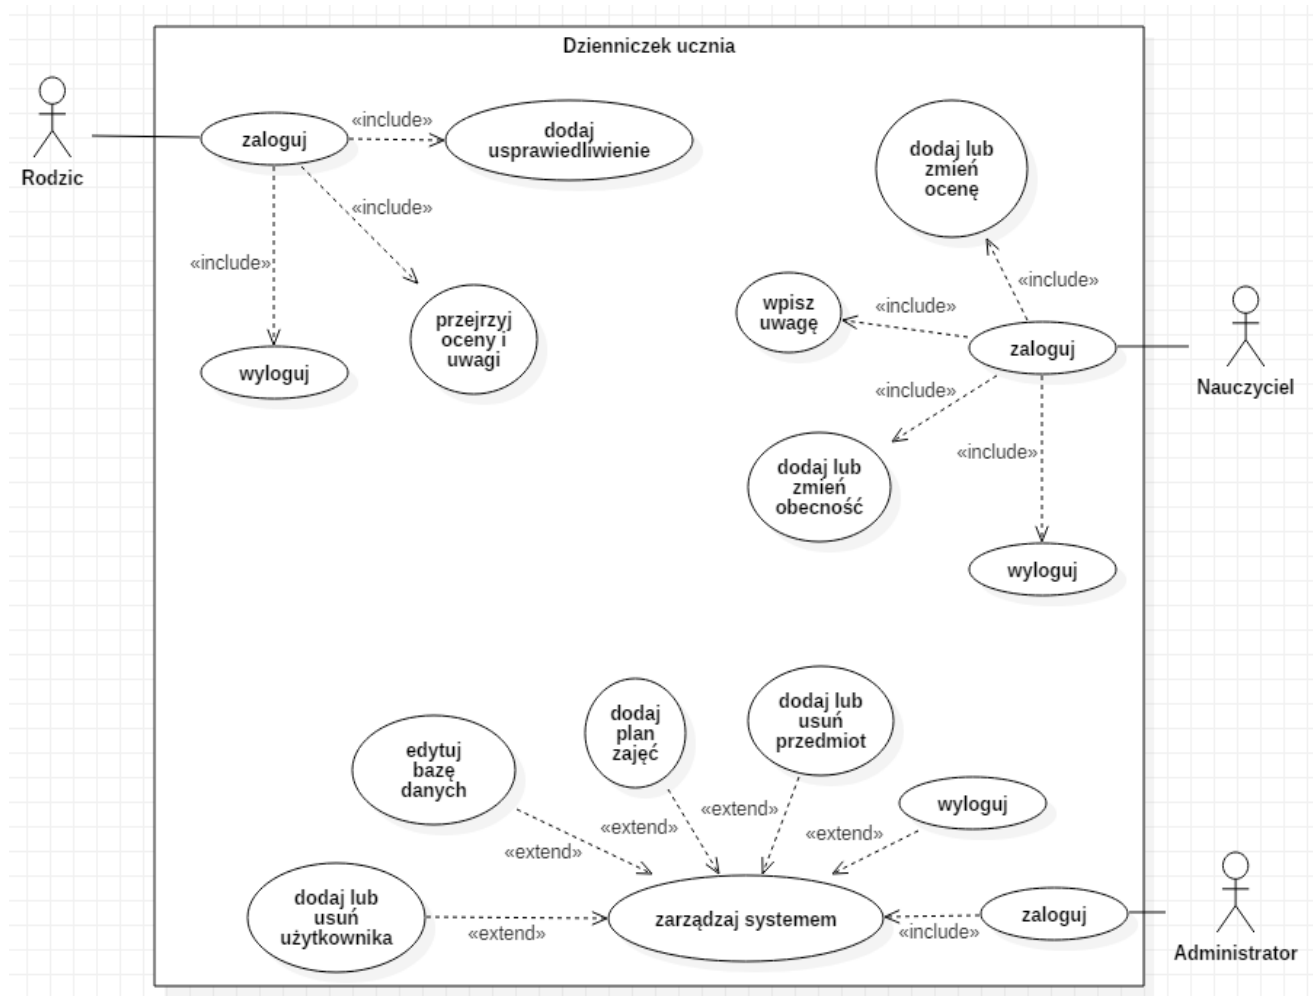 Dzienniczek ucznia
Rodzic
zaloguj
«include»
dodaj
usprawiedliwienie
«include»
«include»
przejrzyj
oceny i
uwagi
wyloguj
dodaj lub
zmień
ocenę
«include»
wpisz
uwagę
«include»
zaloguj
Nauczyciel
«include»
dodaj lub
zmień
obecność
«include»
wyloguj
edytuj
bazę
danych
dodaj
plan
zajęć
dodaj lub
usuń
przedmiot
wyloguj
«extend»
«extend»
«extend»
«extend»
dodaj lub
usuń
użytkownika
«extend»
zarządzaj systemem
«include»
zaloguj
Administrator